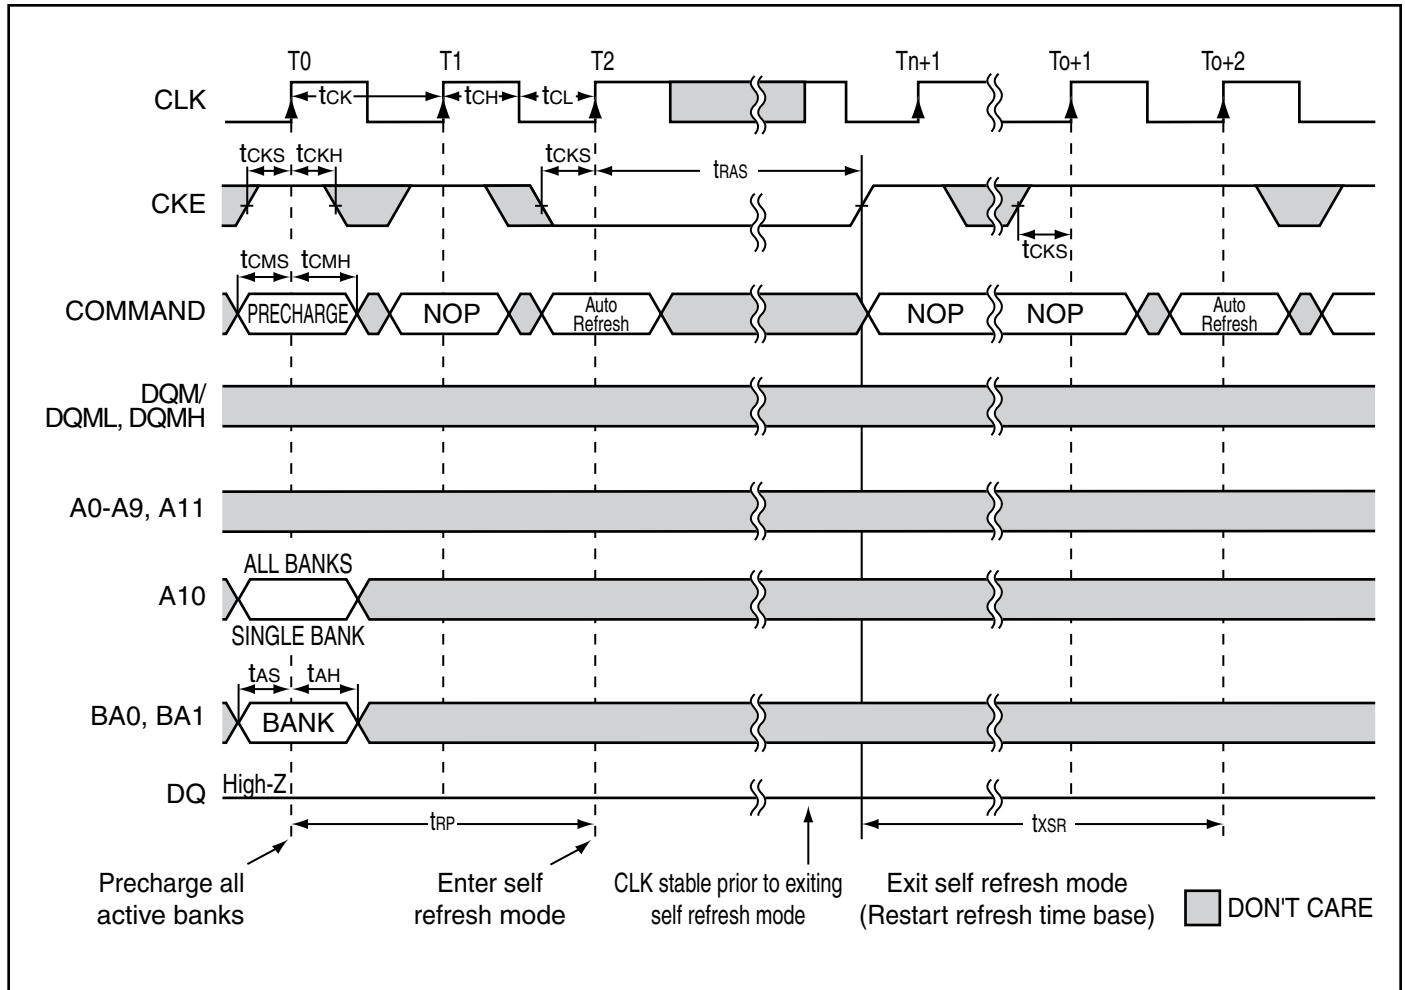 T0 T1 T2 Tn+1 To+1 To+2
CLK
tCK tCH tCL
tCKS tCKH tCKS tRAS
CKE
tCKS
tCMS tCMH
COMMAND PRECHARGE NOP Auto Refresh NOP NOP Auto Refresh
DQM/
DQML, DQMH
A0-A9, A11
ALL BANKS
A10
SINGLE BANK
tAS tAH
BA0, BA1 BANK
DQ High-Z
tRP tXSR
Precharge all
active banks
Enter self
refresh mode
CLK stable prior to exiting
self refresh mode
Exit self refresh mode
(Restart refresh time base)
DON'T CARE